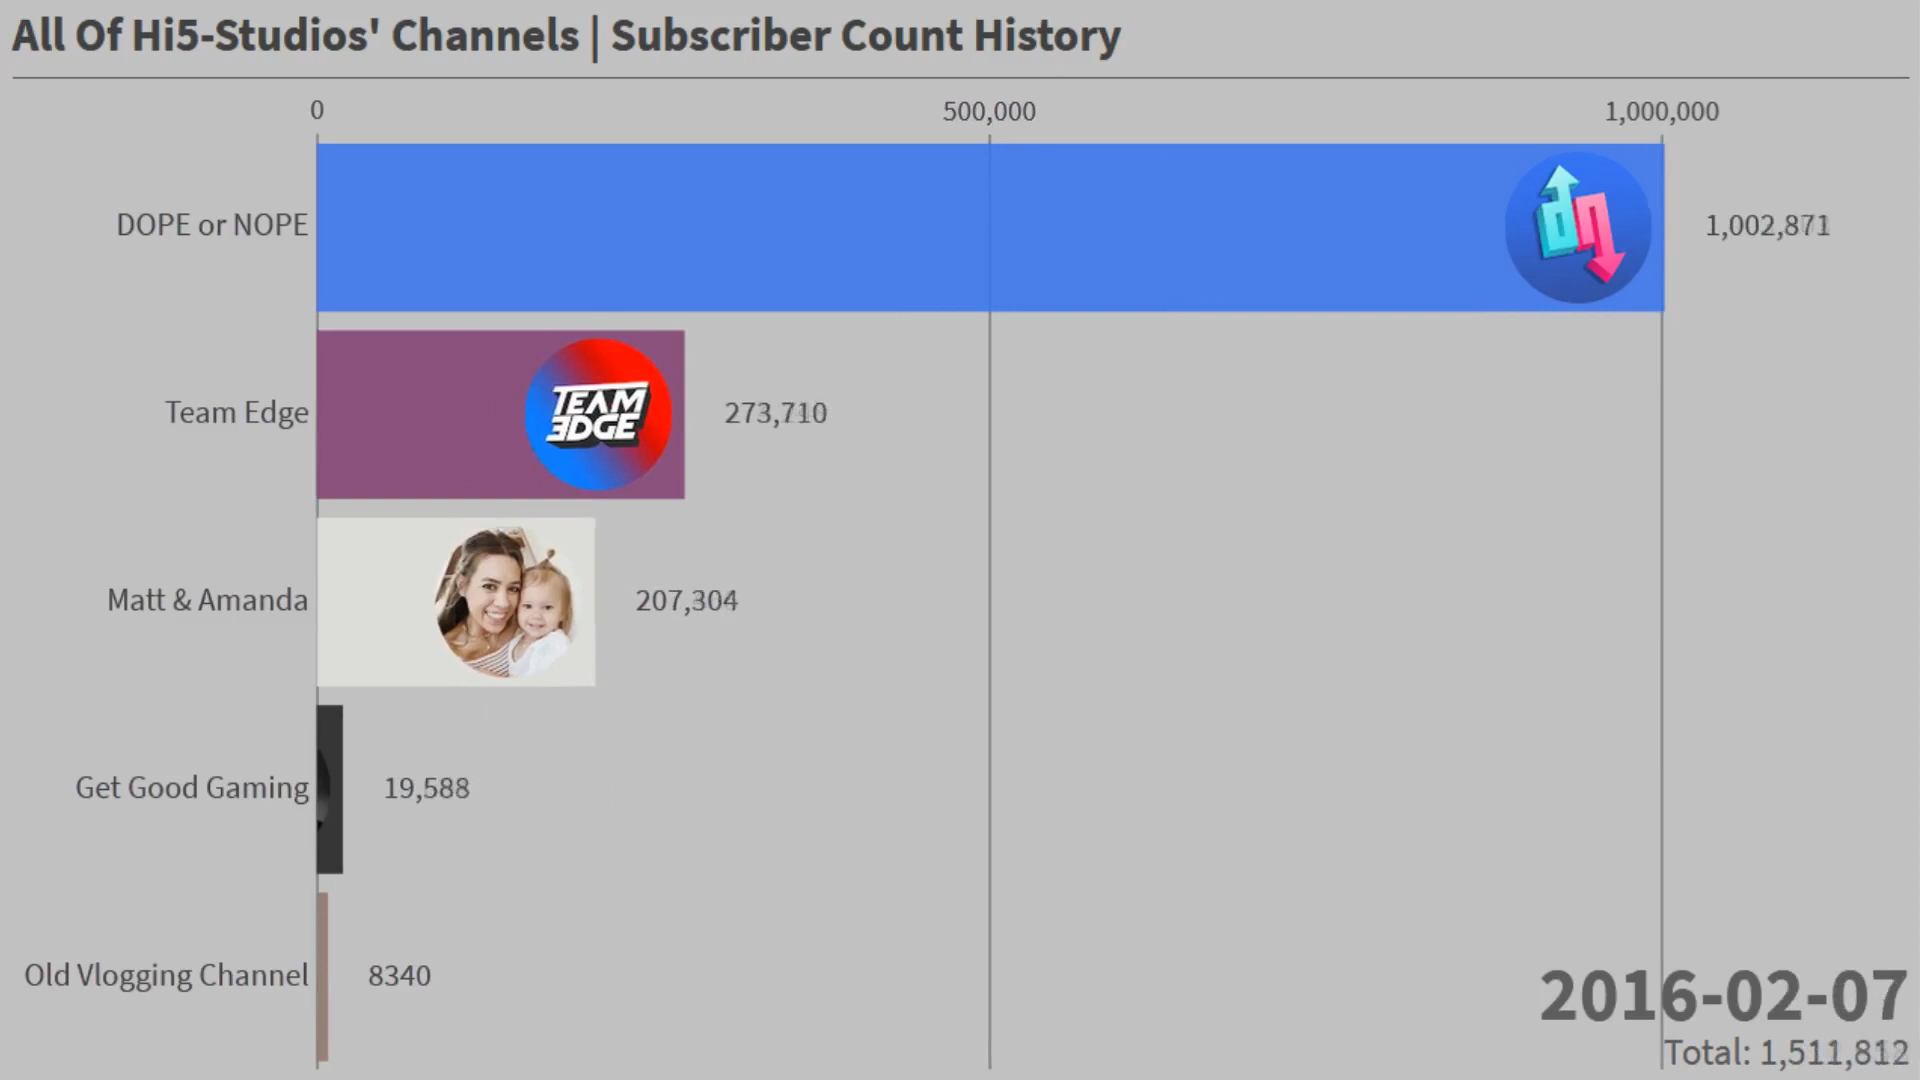 All Of Hi5-Studios' Channels | Subscriber Count History
0 500,000 1,000,000
DOPE or NOPE 1,002,871
dn
Team Edge 273,710
TEAM
EDGE
Matt & Amanda 207,304
Get Good Gaming 19,588
Old Vlogging Channel 8340
2016-02-07
Total: 1,511,812